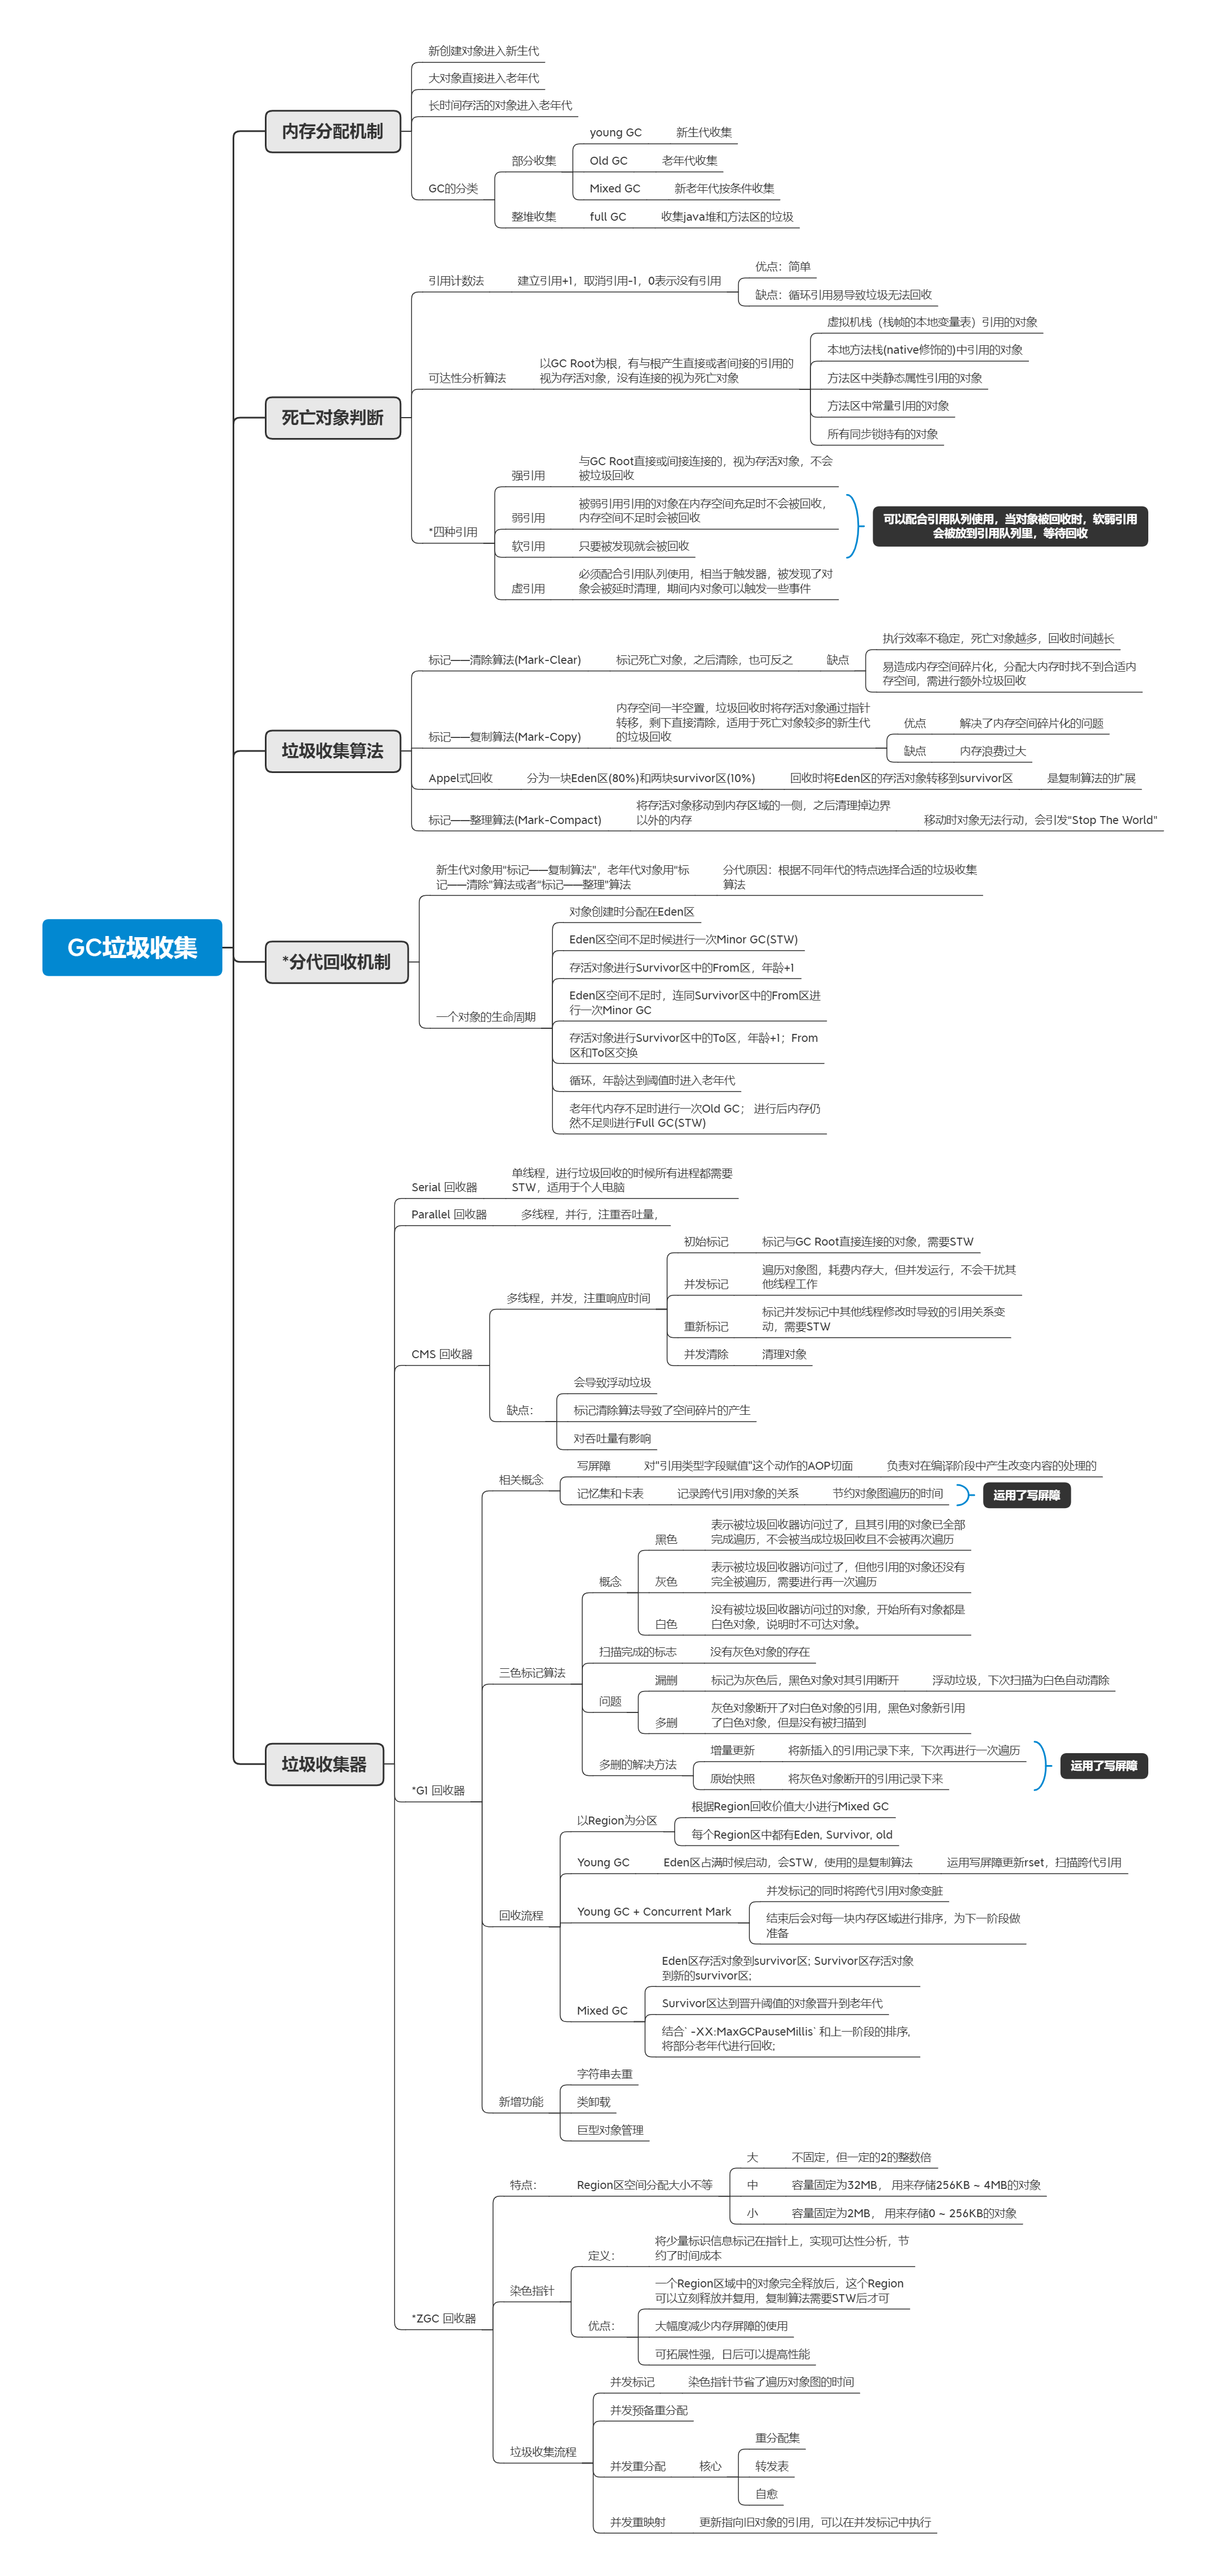 GC垃圾收集
内存分配机制
新创建对象进入新生代
大对象直接进入老年代
长时间存活的对象进入老年代
GC的分类
部分收集
young GC
新生代收集
Old GC
老年代收集
Mixed GC
新老年代按条件收集
整堆收集
full GC
收集java堆和方法区的垃圾
死亡对象判断
引用计数法
建立引用+1，取消引用-1，0表示没有引用
优点：简单
缺点：循环引用易导致垃圾无法回收
可达性分析算法
以GC Root为根，有与根产生直接或者间接的引用的
视为存活对象，没有连接的视为死亡对象
虚拟机栈（栈帧的本地变量表）引用的对象
本地方法栈(native修饰的)中引用的对象
方法区中类静态属性引用的对象
方法区中常量引用的对象
所有同步锁持有的对象
*四种引用
强引用
与GC Root直接或间接连接的，视为存活对象，不会
被垃圾回收
弱引用
被弱引用引用的对象在内存空间充足时不会被回收，
内存空间不足时会被回收
软引用
只要被发现就会被回收
可以配合引用队列使用，当对象被回收时，软弱引用
会被放到引用队列里，等待回收
虚引用
必须配合引用队列使用，相当于触发器，被发现了对
象会被延时清理，期间内对象可以触发一些事件
垃圾收集算法
标记——清除算法(Mark-Clear)
标记死亡对象，之后清除，也可反之
缺点
执行效率不稳定，死亡对象越多，回收时间越长
易造成内存空间碎片化，分配大内存时找不到合适内
存空间，需进行额外垃圾回收
标记——复制算法(Mark-Copy)
内存空间一半空置，垃圾回收时将存活对象通过指针
转移，剩下直接清除，适用于死亡对象较多的新生代
的垃圾回收
优点
解决了内存空间碎片化的问题
缺点
内存浪费过大
Appel式回收
分为一块Eden区(80%)和两块survivor区(10%)
回收时将Eden区的存活对象转移到survivor区
是复制算法的扩展
标记——整理算法(Mark-Compact)
将存活对象移动到内存区域的一侧，之后清理掉边界
以外的内存
移动时对象无法行动，会引发"Stop The World"
*分代回收机制
新生代对象用"标记——复制算法"，老年代对象用"标
记——清除"算法或者"标记——整理"算法
分代原因：根据不同年代的特点选择合适的垃圾收集
算法
一个对象的生命周期
对象创建时分配在Eden区
Eden区空间不足时候进行一次Minor GC(STW)
存活对象进行Survivor区中的From区，年龄+1
Eden区空间不足时，连同Survivor区中的From区进
行一次Minor GC
存活对象进行Survivor区中的To区，年龄+1；From
区和To区交换
循环，年龄达到阈值时进入老年代
老年代内存不足时进行一次Old GC； 进行后内存仍
然不足则进行Full GC(STW)
垃圾收集器
Serial 回收器
单线程，进行垃圾回收的时候所有进程都需要
STW，适用于个人电脑
Parallel 回收器
多线程，并行，注重吞吐量，
CMS 回收器
多线程，并发，注重响应时间
初始标记
标记与GC Root直接连接的对象，需要STW
并发标记
遍历对象图，耗费内存大，但并发运行，不会干扰其
他线程工作
重新标记
标记并发标记中其他线程修改时导致的引用关系变
动，需要STW
并发清除
清理对象
缺点：
会导致浮动垃圾
标记清除算法导致了空间碎片的产生
对吞吐量有影响
*G1 回收器
相关概念
写屏障
对"引用类型字段赋值"这个动作的AOP切面
负责对在编译阶段中产生改变内容的处理的
记忆集和卡表
记录跨代引用对象的关系
节约对象图遍历的时间
运用了写屏障
三色标记算法
概念
黑色
表示被垃圾回收器访问过了，且其引用的对象已全部
完成遍历，不会被当成垃圾回收且不会被再次遍历
灰色
表示被垃圾回收器访问过了，但他引用的对象还没有
完全被遍历，需要进行再一次遍历
白色
没有被垃圾回收器访问过的对象，开始所有对象都是
白色对象，说明时不可达对象。
扫描完成的标志
没有灰色对象的存在
问题
漏删
标记为灰色后，黑色对象对其引用断开
浮动垃圾，下次扫描为白色自动清除
多删
灰色对象断开了对白色对象的引用，黑色对象新引用
了白色对象，但是没有被扫描到
多删的解决方法
增量更新
将新插入的引用记录下来，下次再进行一次遍历
原始快照
将灰色对象断开的引用记录下来
运用了写屏障
回收流程
以Region为分区
根据Region回收价值大小进行Mixed GC
每个Region区中都有Eden, Survivor, old
Young GC
Eden区占满时候启动，会STW，使用的是复制算法
运用写屏障更新rset，扫描跨代引用
Young GC + Concurrent Mark
并发标记的同时将跨代引用对象变脏
结束后会对每一块内存区域进行排序，为下一阶段做
准备
Mixed GC
Eden区存活对象到survivor区; Survivor区存活对象
到新的survivor区;
Survivor区达到晋升阈值的对象晋升到老年代
结合` -XX:MaxGCPauseMillis` 和上一阶段的排序,
将部分老年代进行回收;
新增功能
字符串去重
类卸载
巨型对象管理
*ZGC 回收器
特点：
Region区空间分配大小不等
大
不固定，但一定的2的整数倍
中
容量固定为32MB， 用来存储256KB ~ 4MB的对象
小
容量固定为2MB， 用来存储0 ~ 256KB的对象
染色指针
定义：
将少量标识信息标记在指针上，实现可达性分析，节
约了时间成本
优点：
一个Region区域中的对象完全释放后，这个Region
可以立刻释放并复用，复制算法需要STW后才可
大幅度减少内存屏障的使用
可拓展性强，日后可以提高性能
垃圾收集流程
并发标记
染色指针节省了遍历对象图的时间
并发预备重分配
并发重分配
核心
重分配集
转发表
自愈
并发重映射
更新指向旧对象的引用，可以在并发标记中执行